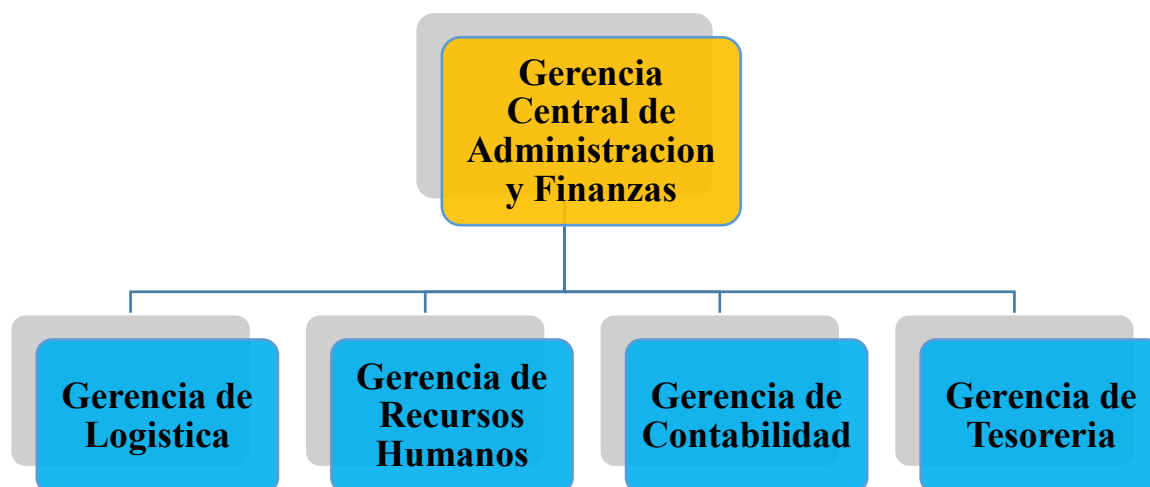 Gerencia
Central de
Administracion
y Finanzas
Gerencia de
Logistica
Gerencia de
Recursos
Humanos
Gerencia de
Contabilidad
Gerencia de
Tesoreria